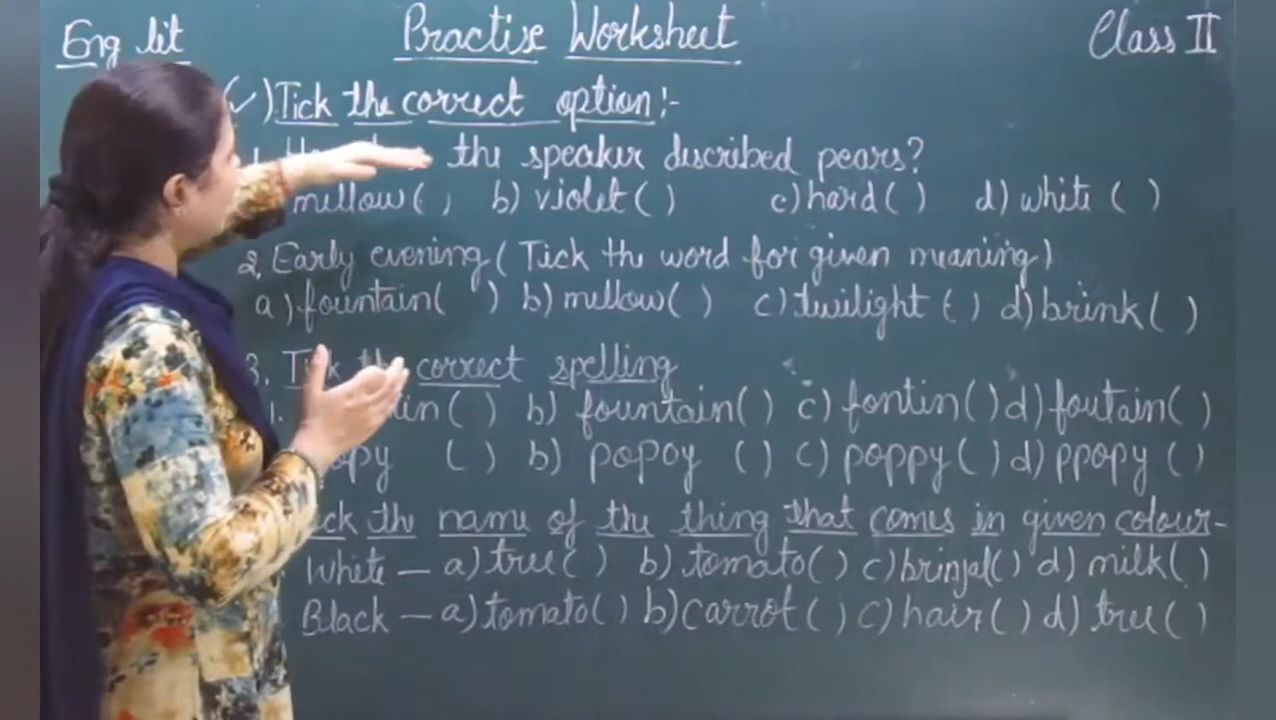 Eng lit
Practise Worksheet
Class II
(✓) Tick the correct option:-
the speaker described pears?
mellow( ) b) violet ( ) c) hard ( ) d) white ( )
2. Early evening ( Tick the word for given meaning)
a) fountain( ) b) mellow( ) c) twilight ( ) d) brink ( )
3. Tick the correct spelling
1. ( ) b) fountain( ) c) fontin( ) d) foutain( )
( ) b) popoy ( ) c) poppy ( ) d) ppopy ( )
the name of the thing that comes in given colour-
White — a) tree( ) b) tomato( ) c) brinjal( ) d) milk( )
Black — a) tomato( ) b) carrot ( ) c) hair ( ) d) tree ( )